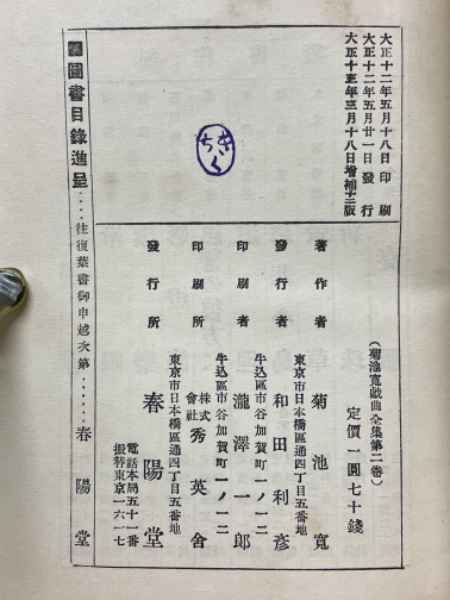 大正十二年五月十八日印刷
大正十二年五月廿一日發行
大正十三年三月十八日增補十二版
きくち
(菊池寬戲曲全集第二卷)
定價一圓七十錢
著作者 菊池寬
東京市日本橋區通四丁目五番地
發行者 和田利彦
牛込區市谷加賀町一ノ一二
印刷者 瀧澤一郎
牛込區市谷加賀町一ノ一二
印刷所 株式會社 秀英舍
東京市日本橋區通四丁目五番地
發行所 春陽堂
電話本局五十一番
振替東京一六一七
圖書目錄進呈‥‥往復葉書御申越次第‥‥‥春陽堂